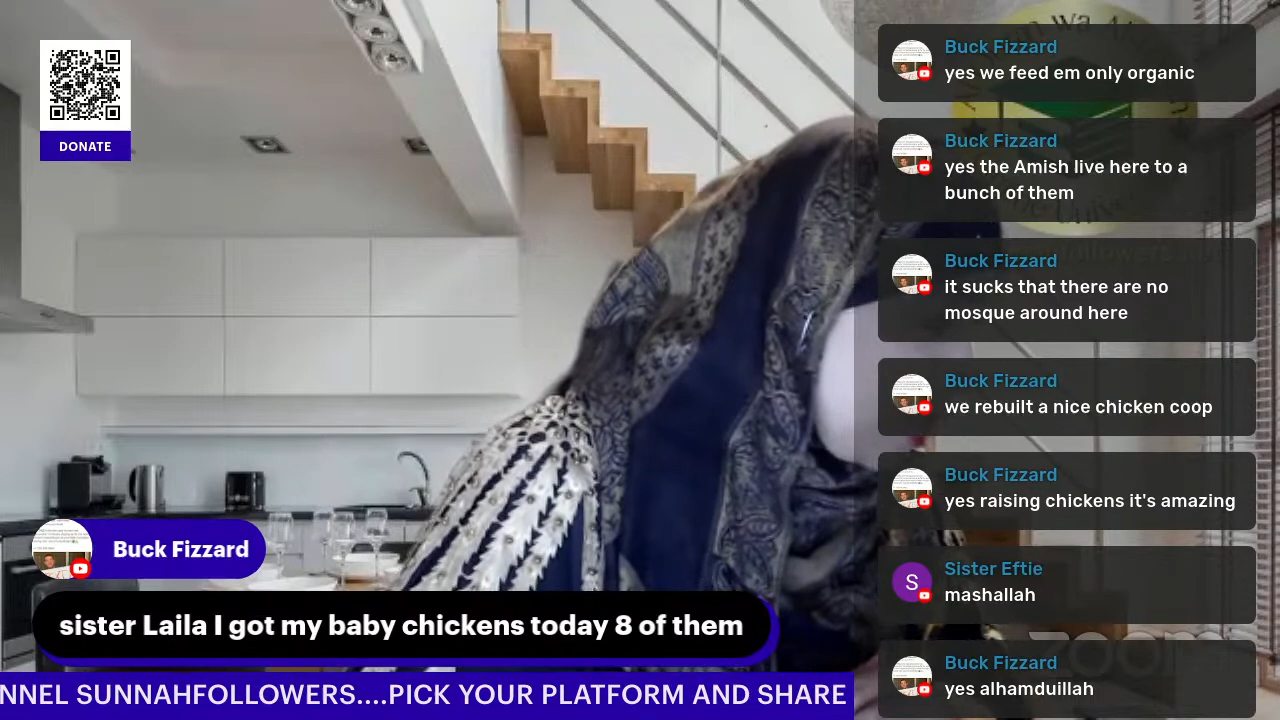 DONATE
Buck Fizzard
sister Laila I got my baby chickens today 8 of them
NNEL SUNNAHFOLLOWERS....PICK YOUR PLATFORM AND SHARE
Buck Fizzard
yes we feed em only organic
Buck Fizzard
yes the Amish live here to a
bunch of them
Buck Fizzard
it sucks that there are no
mosque around here
Buck Fizzard
we rebuilt a nice chicken coop
Buck Fizzard
yes raising chickens it's amazing
S
Sister Eftie
mashallah
zoom
Buck Fizzard
yes alhamduillah